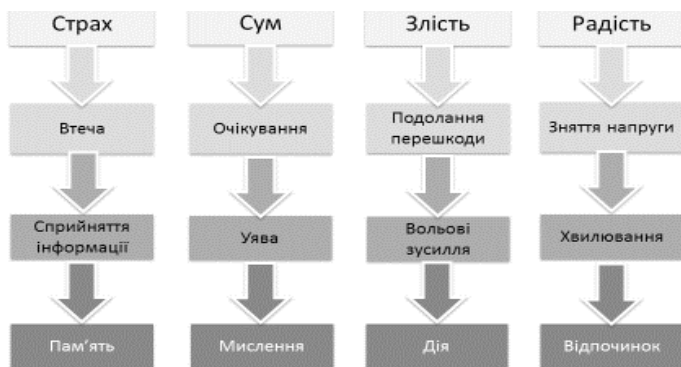 Страх
Сум
Злість
Радість
Втеча
Очікування
Подолання
перешкоди
Зняття напруги
Сприйняття
інформації
Уява
Вольові
зусилля
Хвилювання
Пам'ять
Мислення
Дія
Відпочинок